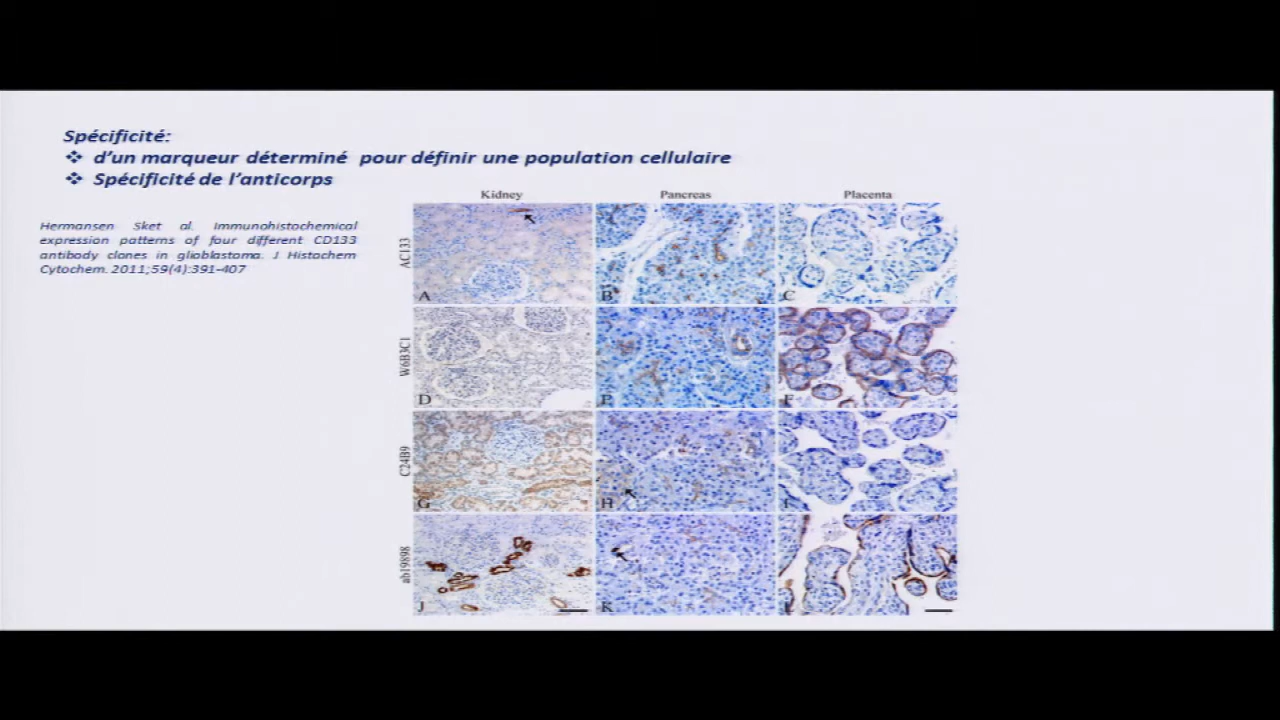 Spécificité:
❖ d'un marqueur déterminé pour définir une population cellulaire
❖ Spécificité de l'anticorps
Hermansen Sket al. Immunohistochemical
expression patterns of four different CD133
antibody clones in glioblastoma. J Histochem
Cytochem. 2011;59(4):391-407
Kidney Pancreas Placenta
AC133
A B C
W6B3C1
D E F
C24B9
G H I
ab19898
J K L